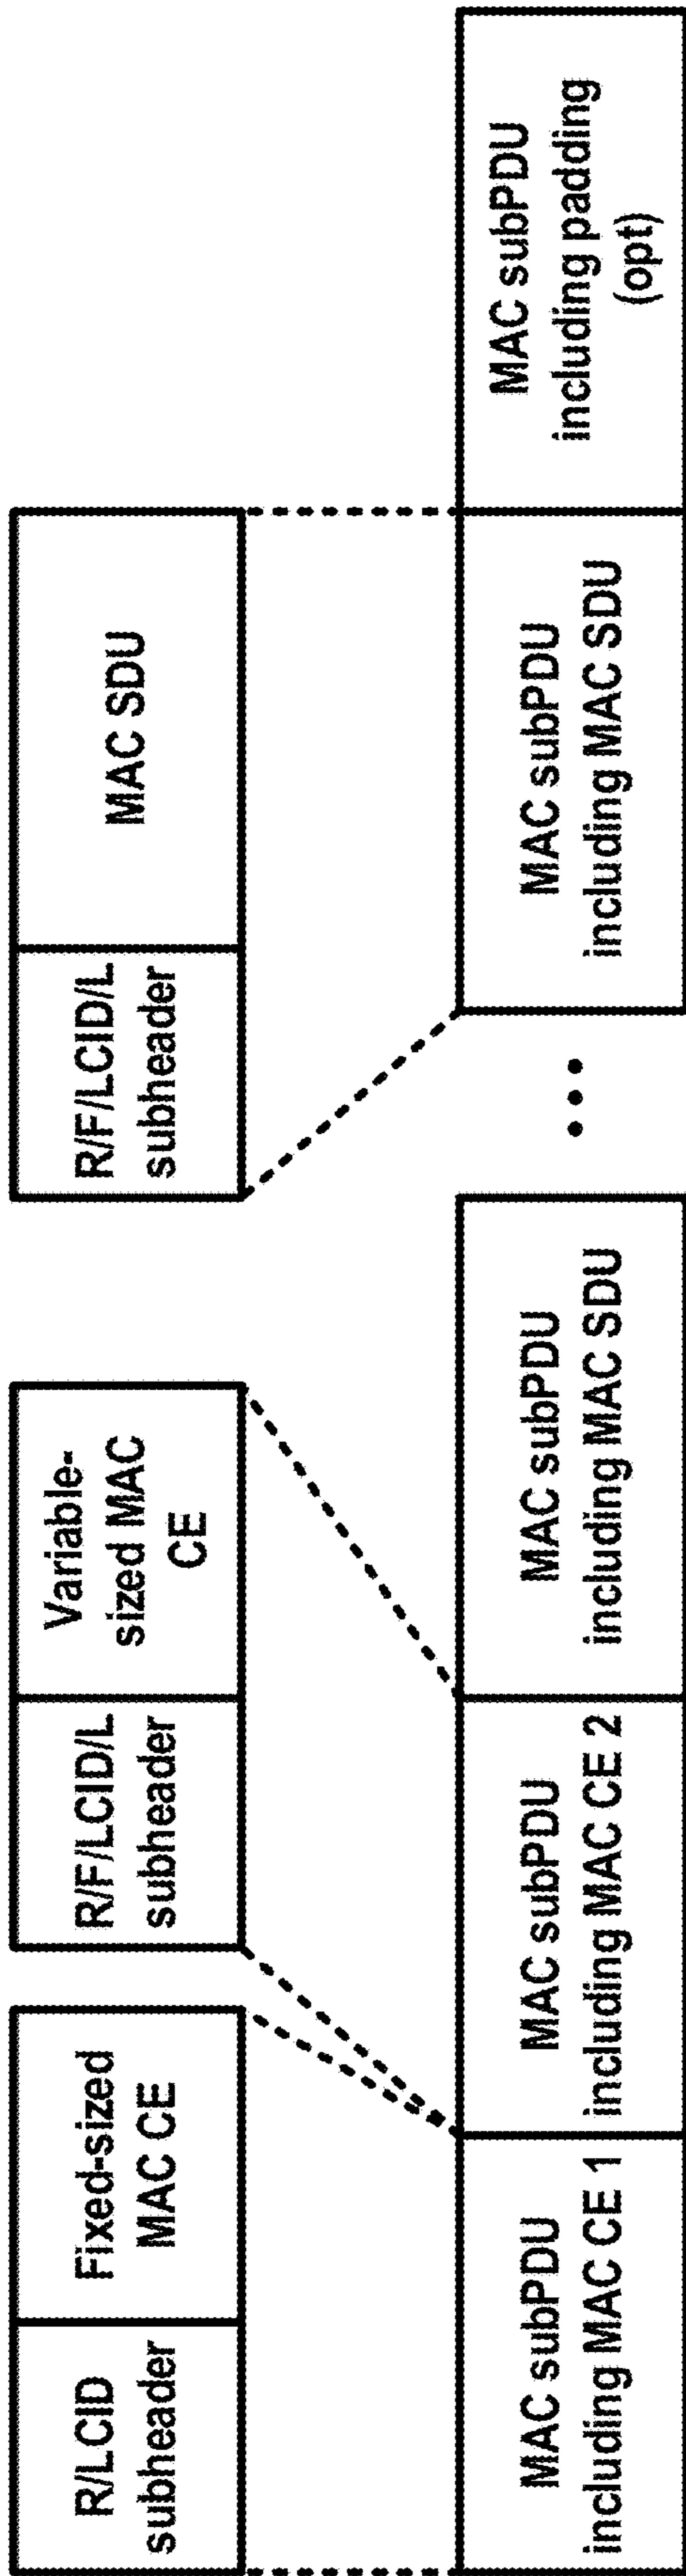 R/LCID
subheader
Fixed-sized
MAC CE
R/F/LCID/L
subheader
Variable-
sized MAC
CE
R/F/LCID/L
subheader
MAC SDU
MAC subPDU
including MAC CE 1
MAC subPDU
including MAC CE 2
MAC subPDU
including MAC SDU
•••
MAC subPDU
including MAC SDU
MAC subPDU
including padding
(opt)